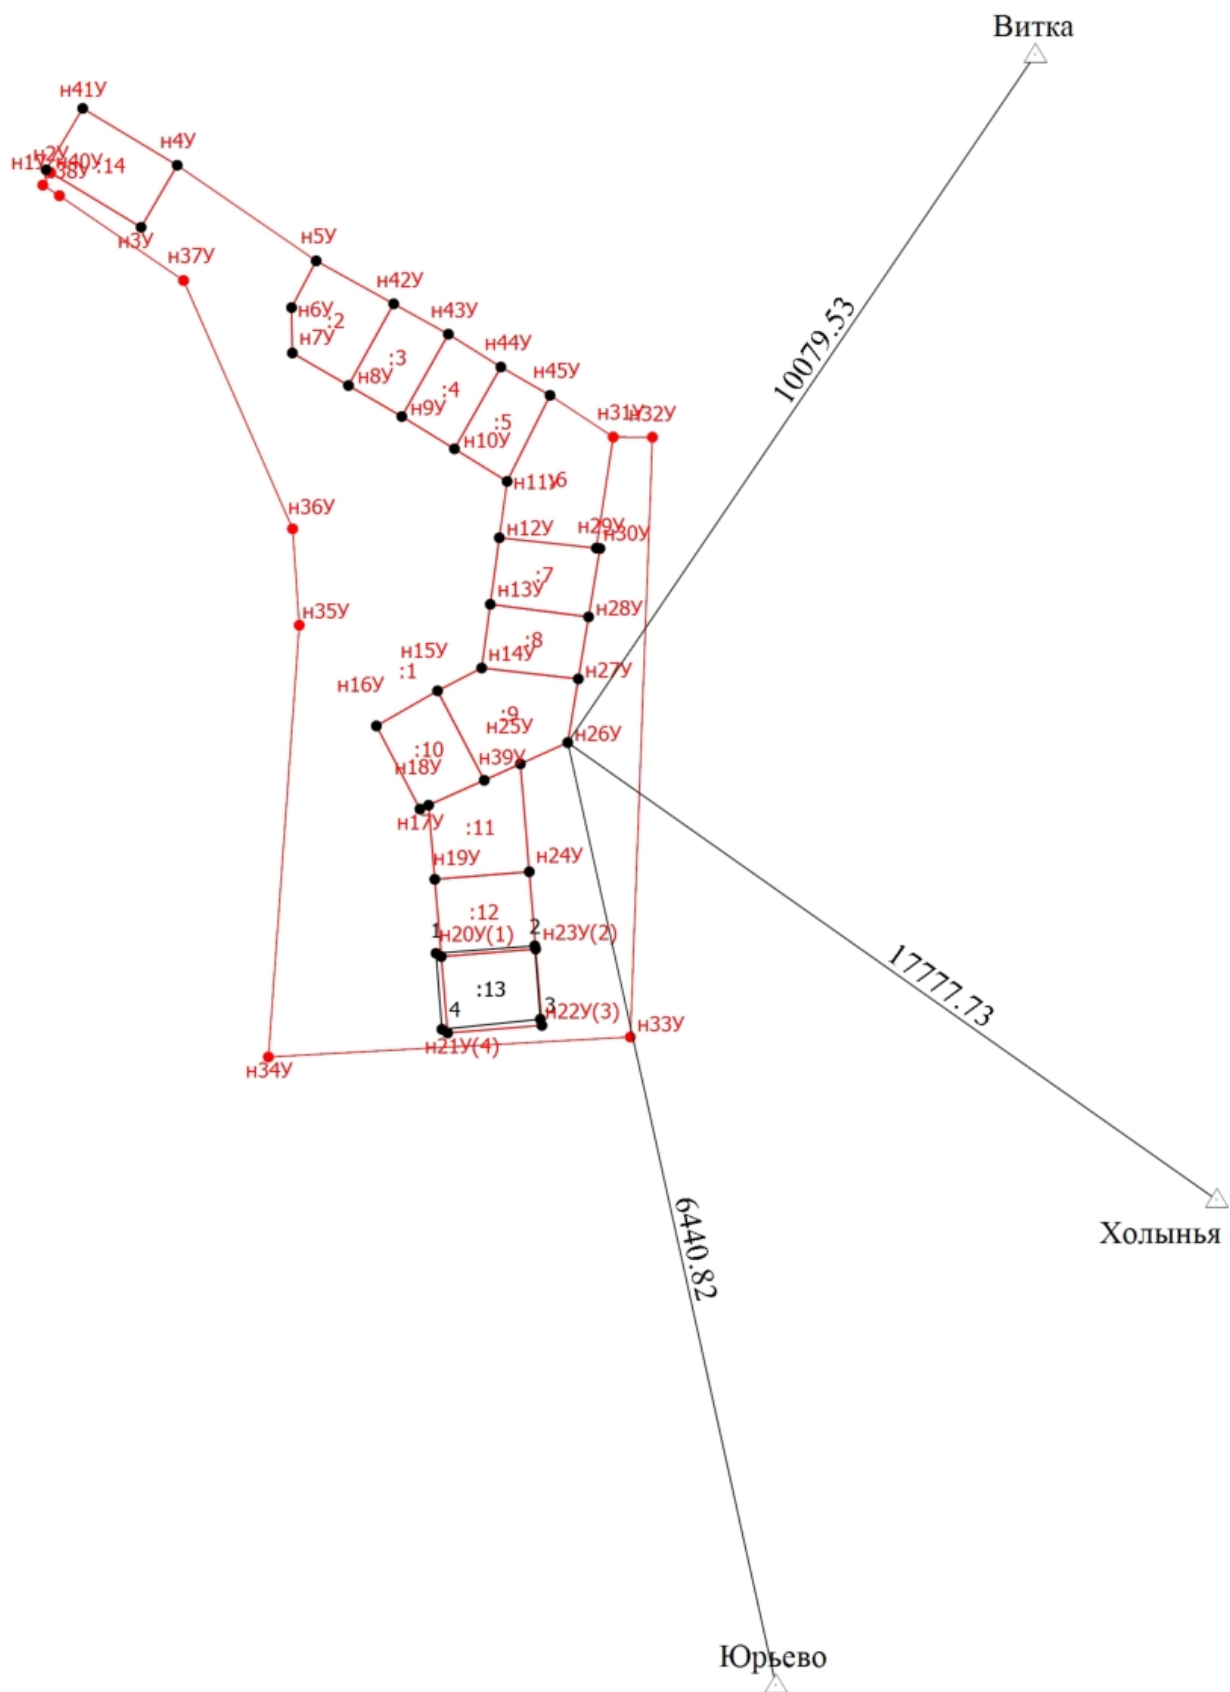 Витка
н41У
н4У
н2У
н1У
н40У
:14
н38У
н3У
н37У
н5У
н42У
н6У
:2
н43У
н7У
:3
н44У
н8У
:4
н45У
н9У
:5
н31У
н32У
н10У
н11У
:6
10079.53
н36У
н12У
н29У
н30У
:7
н13У
н28У
н35У
:8
н15У
н14У
:1
н27У
н16У
:9
н25У
н26У
:10
н39У
н18У
н17У
:11
н19У
н24У
:12
1
н20У(1)
2
н23У(2)
17777.73
:13
4
3
н22У(3)
н33У
н21У(4)
н34У
6440.82
Холынья
Юрьево